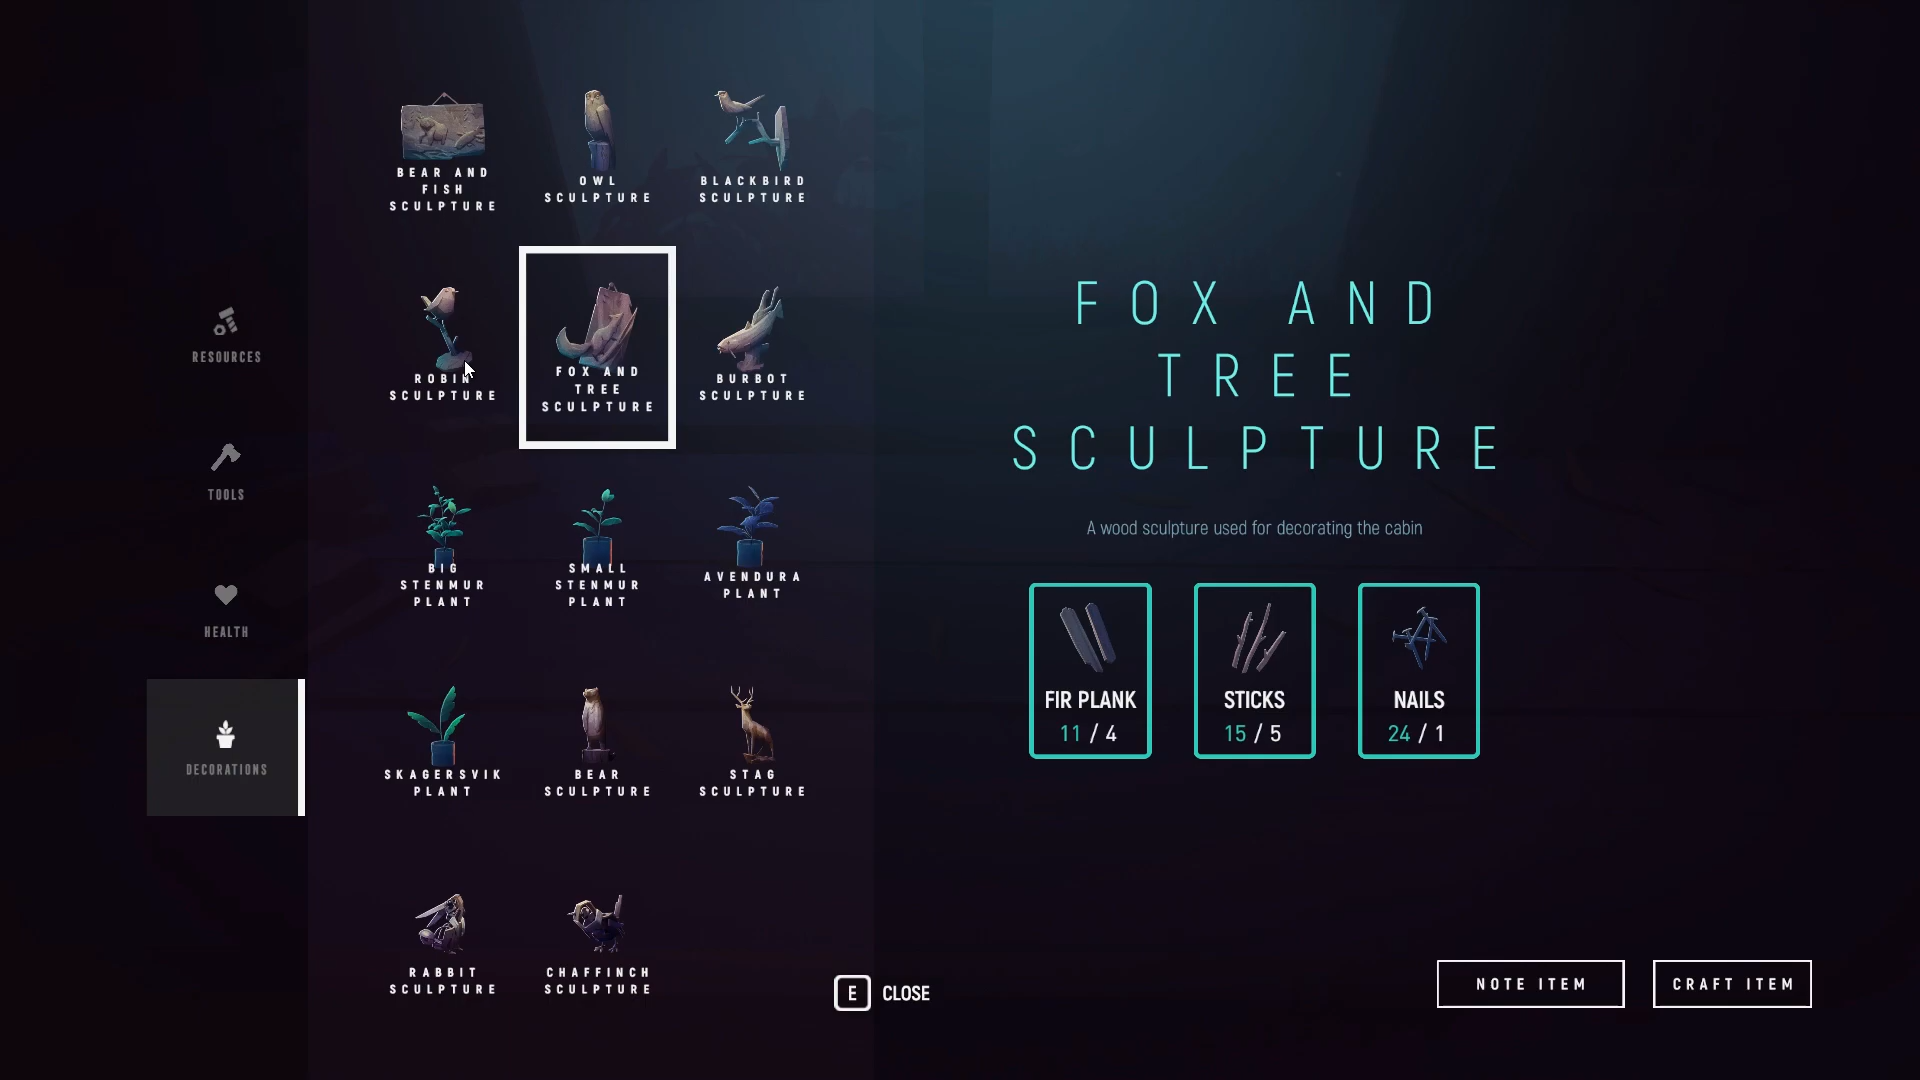 BEAR AND
FISH
SCULPTURE
OWL
SCULPTURE
BLACKBIRD
SCULPTURE
ROBIN
SCULPTURE
FOX AND
TREE
SCULPTURE
BURBOT
SCULPTURE
BIG
STENMUR
PLANT
SMALL
STENMUR
PLANT
AVENDURA
PLANT
SKAGERSVIK
PLANT
BEAR
SCULPTURE
STAG
SCULPTURE
RABBIT
SCULPTURE
CHAFFINCH
SCULPTURE
RESOURCES
TOOLS
HEALTH
DECORATIONS
FOX AND
TREE
SCULPTURE
A wood sculpture used for decorating the cabin
FIR PLANK
11 / 4
STICKS
15 / 5
NAILS
24 / 1
E CLOSE
NOTE ITEM
CRAFT ITEM